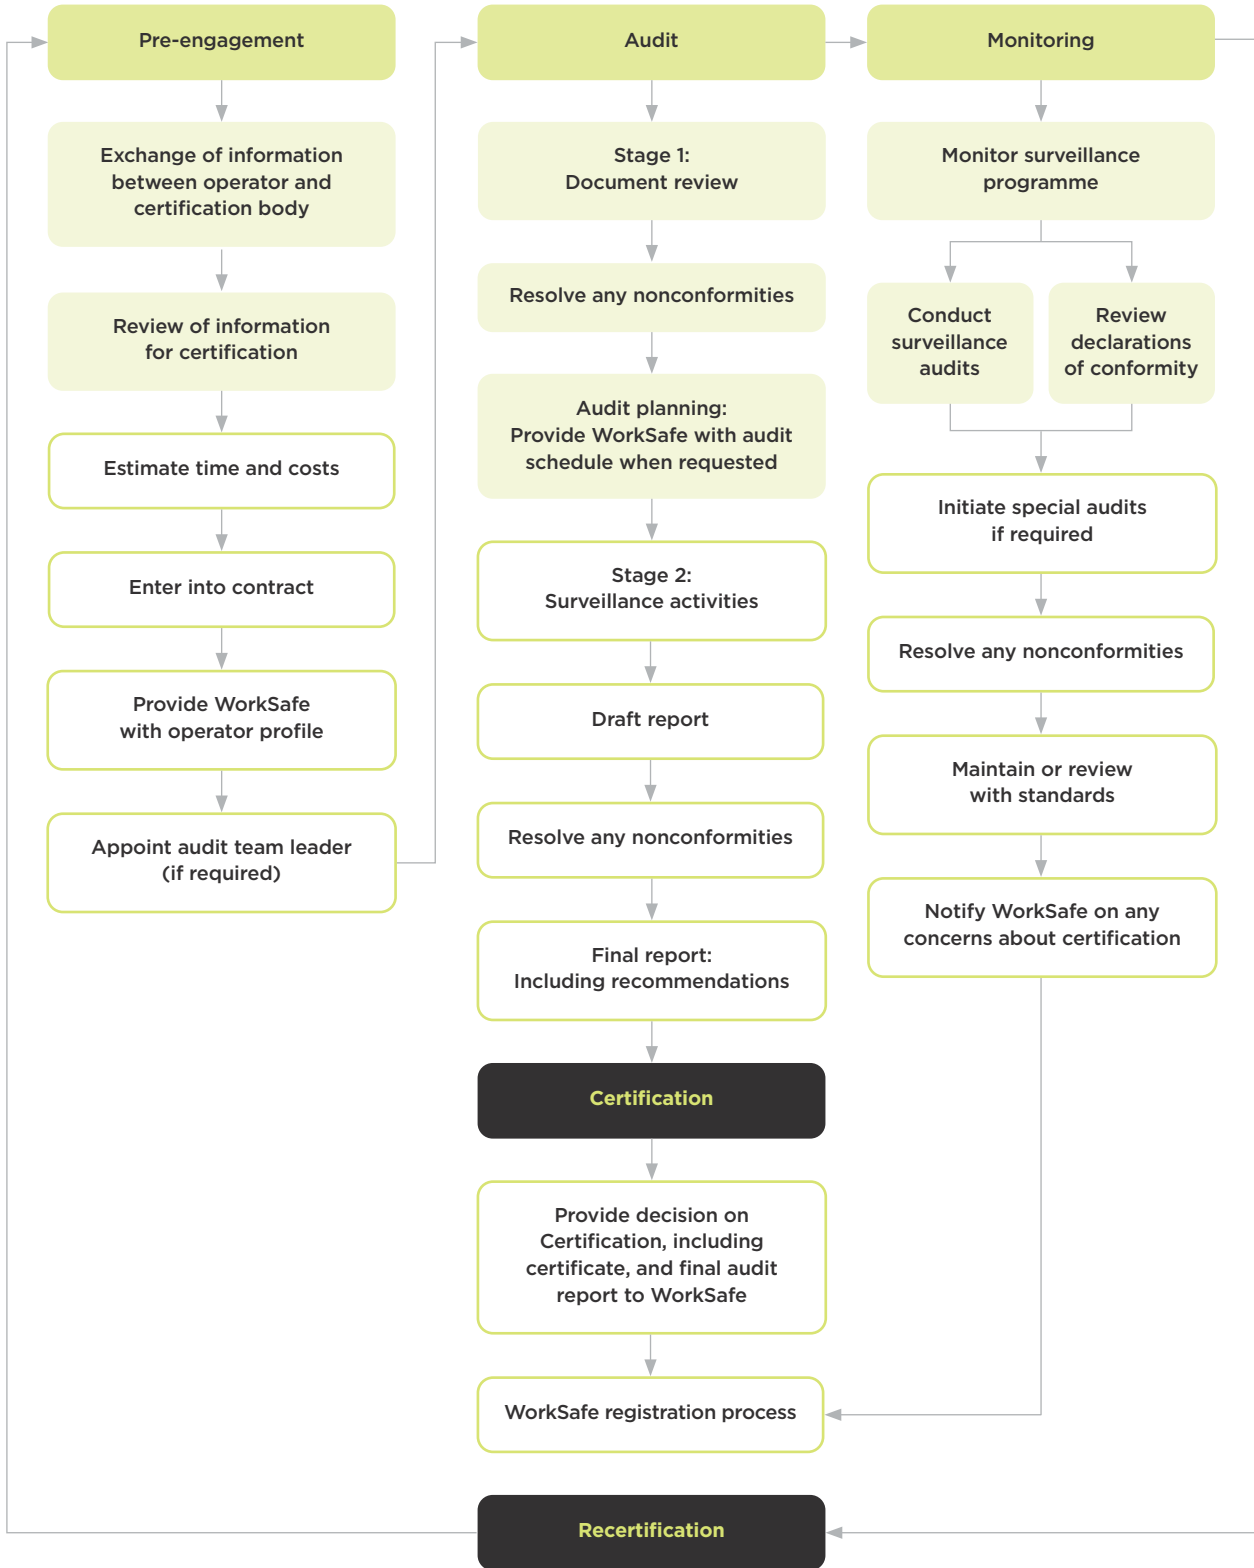 Pre-engagement
Exchange of information
between operator and
certification body
Review of information
for certification
Estimate time and costs
Enter into contract
Provide WorkSafe
with operator profile
Appoint audit team leader
(if required)
Audit
Stage 1:
Document review
Resolve any nonconformities
Audit planning:
Provide WorkSafe with audit
schedule when requested
Stage 2:
Surveillance activities
Draft report
Resolve any nonconformities
Final report:
Including recommendations
Certification
Provide decision on
Certification, including
certificate, and final audit
report to WorkSafe
WorkSafe registration process
Recertification
Monitoring
Monitor surveillance
programme
Conduct
surveillance
audits
Review
declarations
of conformity
Initiate special audits
if required
Resolve any nonconformities
Maintain or review
with standards
Notify WorkSafe on any
concerns about certification